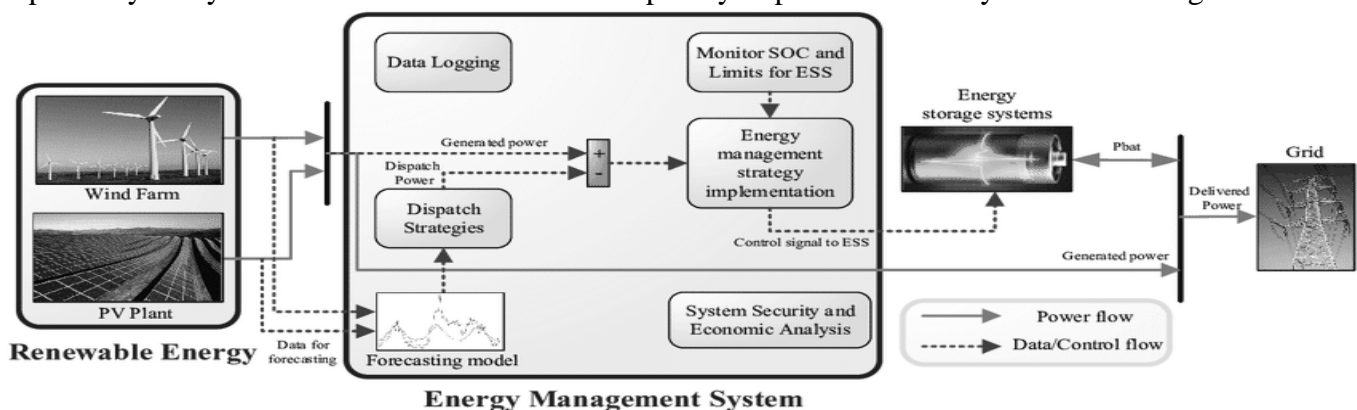 Data Logging
Monitor SOC and
Limits for ESS
Energy
storage systems
Generated power
Dispatch
Power
+
-
Energy
management
strategy
implementation
Pbat
Grid
Delivered
Power
Wind Farm
Dispatch
Strategies
Control signal to ESS
Generated power
PV Plant
System Security and
Economic Analysis
Power flow
Data/Control flow
Renewable Energy
Data for
forecasting
Forecasting model
Energy Management System